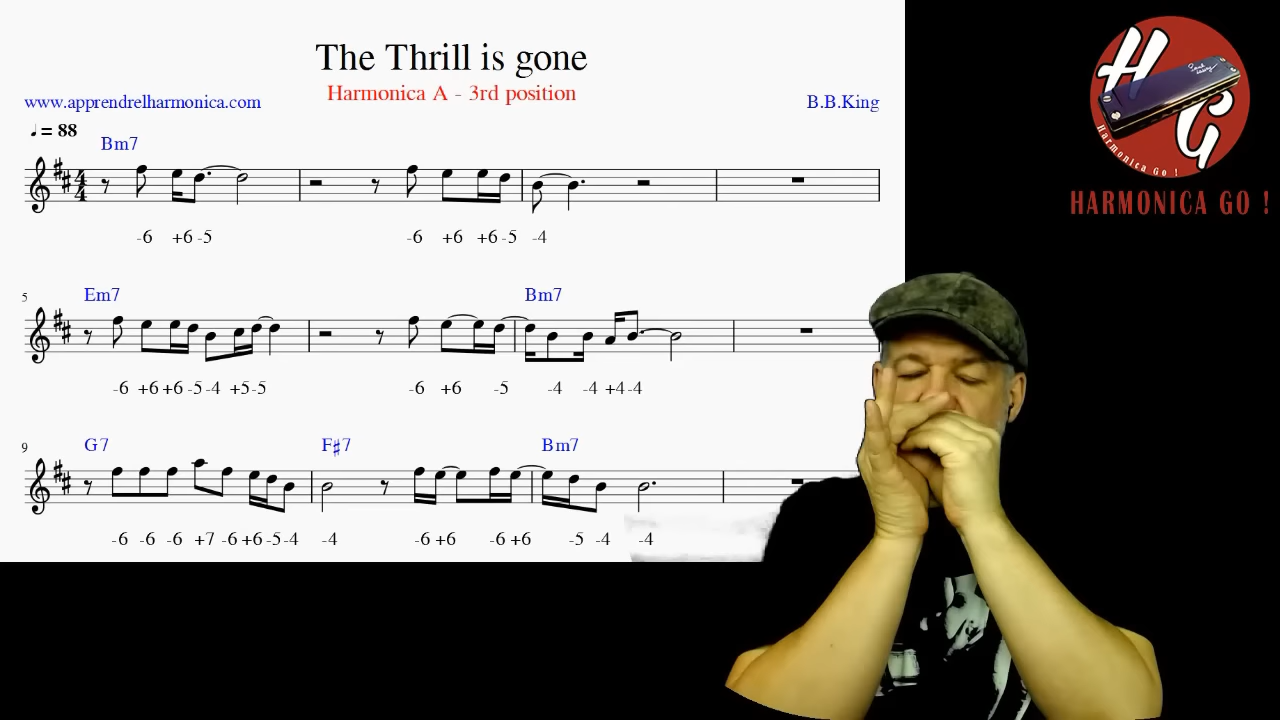 The Thrill is gone
Harmonica A - 3rd position
www.apprendrelharmonica.com
B.B.King
♩ = 88
Bm7
4
4
-6 +6 -5 -6 +6 +6 -5 -4
5
Em7 Bm7
-6 +6 +6 -5 -4 +5 -5 -6 +6 -5 -4 -4 +4 -4
9
G7 F♯7 Bm7
-6 -6 -6 +7 -6 +6 -5 -4 -4 -6 +6 -6 +6 -5 -4 -4
H
G
Harmonica Go !
HARMONICA GO !